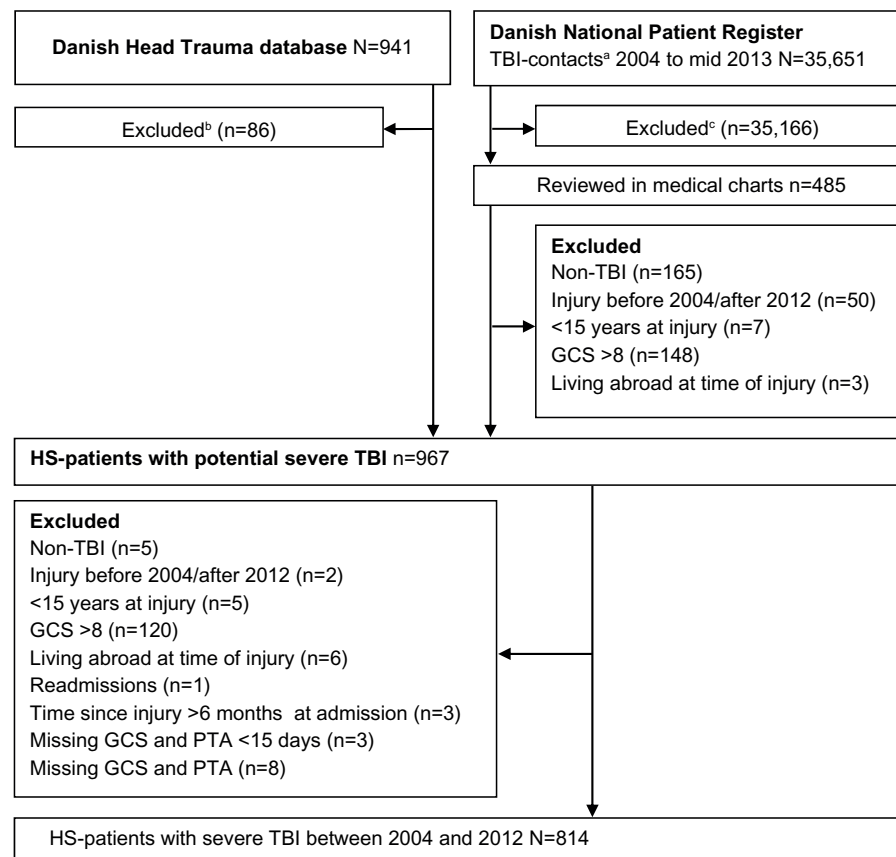 Danish Head Trauma database N=941
Danish National Patient Register
TBI-contactsᵃ 2004 to mid 2013 N=35,651
Excludedᵇ (n=86)
Excludedᶜ (n=35,166)
Reviewed in medical charts n=485
Excluded
Non-TBI (n=165)
Injury before 2004/after 2012 (n=50)
<15 years at injury (n=7)
GCS >8 (n=148)
Living abroad at time of injury (n=3)
HS-patients with potential severe TBI n=967
Excluded
Non-TBI (n=5)
Injury before 2004/after 2012 (n=2)
<15 years at injury (n=5)
GCS >8 (n=120)
Living abroad at time of injury (n=6)
Readmissions (n=1)
Time since injury >6 months at admission (n=3)
Missing GCS and PTA <15 days (n=3)
Missing GCS and PTA (n=8)
HS-patients with severe TBI between 2004 and 2012 N=814